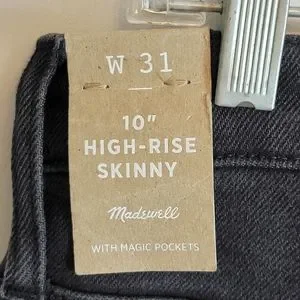 W 31
10"
HIGH-RISE
SKINNY
Madewell
WITH MAGIC POCKETS